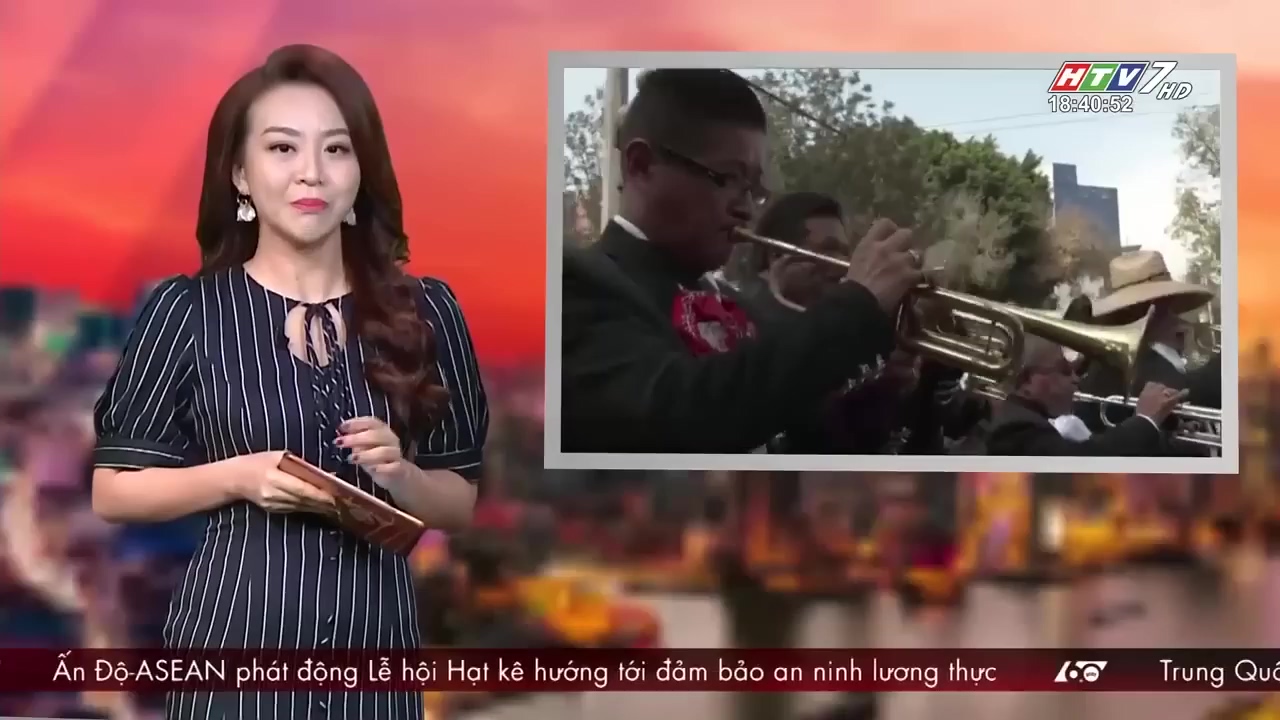 HTV7 HD
18:40:52
Ấn Độ-ASEAN phát động Lễ hội Hạt kê hướng tới đảm bảo an ninh lương thực
60 Trung Quố